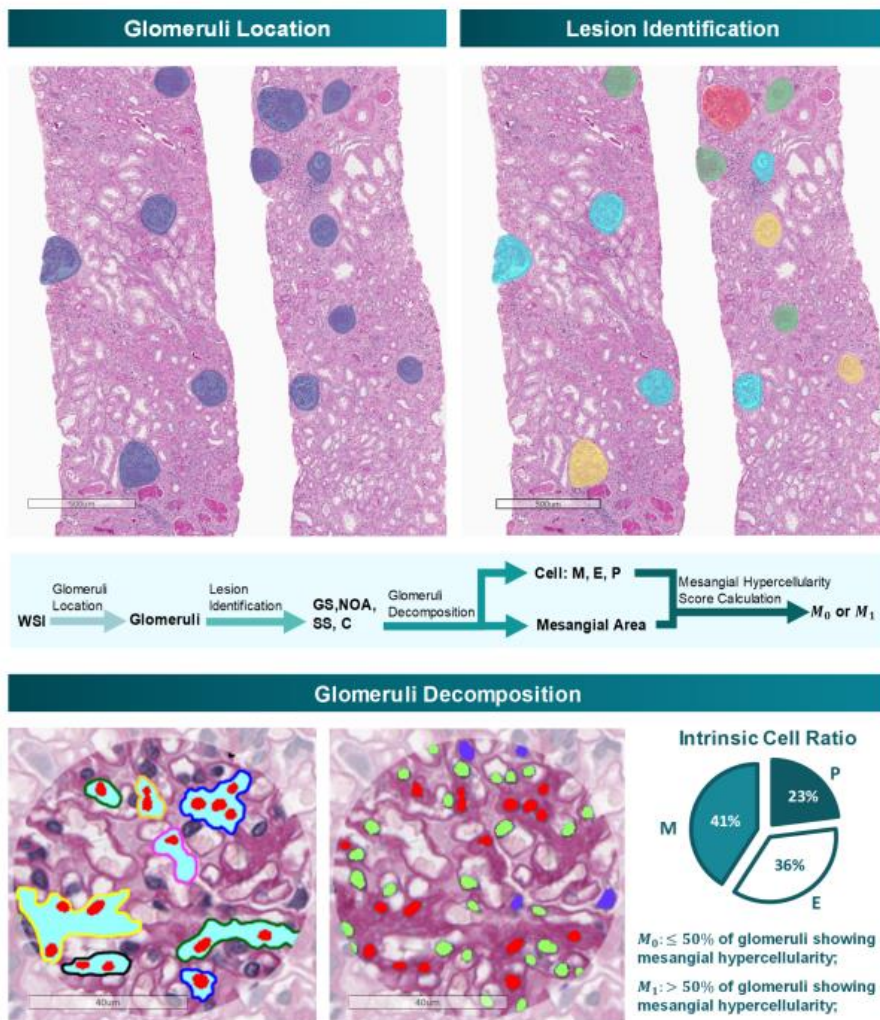 Glomeruli Location
Lesion Identification
500um
500um
WSI
Glomeruli
Location
Glomeruli
Lesion
Identification
GS,NOA,
SS, C
Glomeruli
Decomposition
Cell: M, E, P
Mesangial Area
Mesangial Hypercellularity
Score Calculation
M₀ or M₁
Glomeruli Decomposition
40um
40um
Intrinsic Cell Ratio
P
23%
M
41%
36%
E
M₀: ≤ 50% of glomeruli showing
mesangial hypercellularity;
M₁: > 50% of glomeruli showing
mesangial hypercellularity;